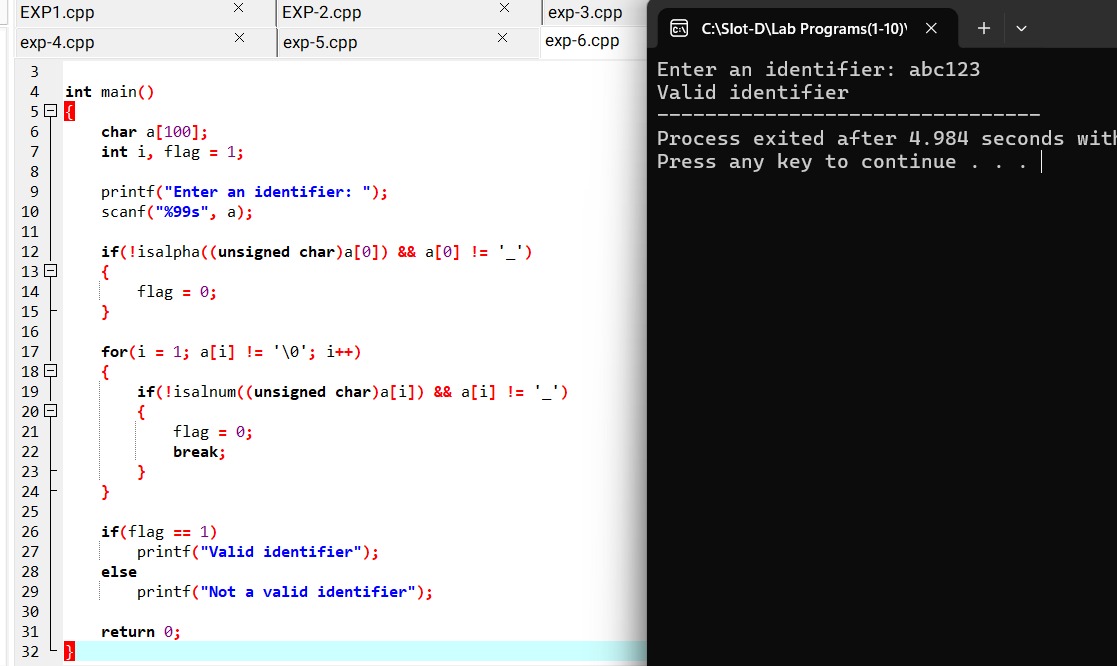 EXP1.cpp
EXP-2.cpp
exp-3.cpp
exp-4.cpp
exp-5.cpp
exp-6.cpp
3
4 int main()
5 {
6 char a[100];
7 int i, flag = 1;
8
9 printf("Enter an identifier: ");
10 scanf("%99s", a);
11
12 if(!isalpha((unsigned char)a[0]) && a[0] != '_')
13 {
14 flag = 0;
15 }
16
17 for(i = 1; a[i] != '\0'; i++)
18 {
19 if(!isalnum((unsigned char)a[i]) && a[i] != '_')
20 {
21 flag = 0;
22 break;
23 }
24 }
25
26 if(flag == 1)
27 printf("Valid identifier");
28 else
29 printf("Not a valid identifier");
30
31 return 0;
32 }
C:\Slot-D\Lab Programs(1-10)\
Enter an identifier: abc123
Valid identifier
--------------------------------
Process exited after 4.984 seconds with
Press any key to continue . . .